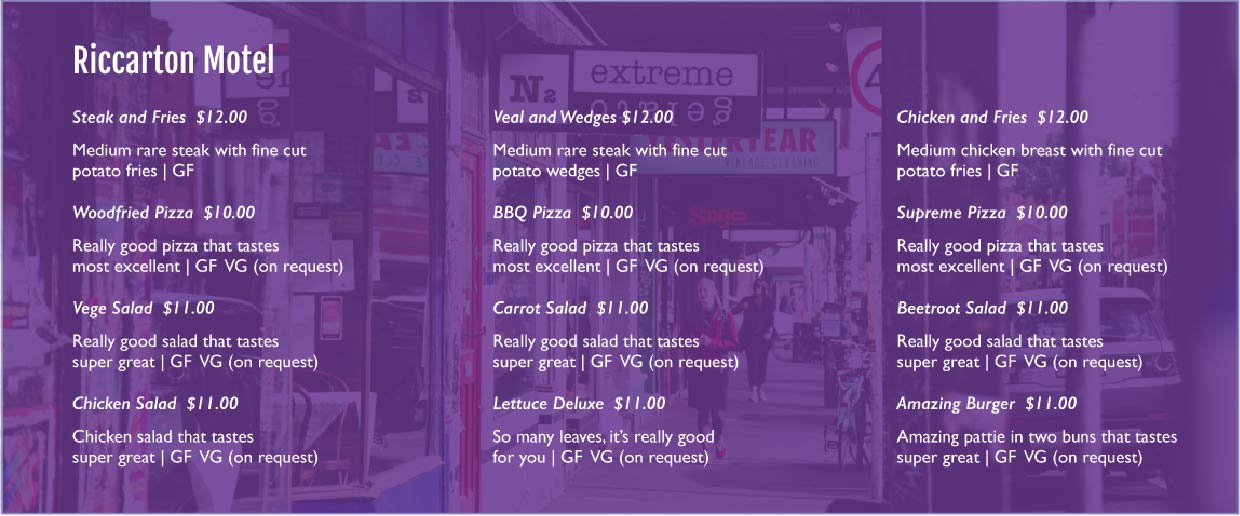 Riccarton Motel
Steak and Fries $12.00
Medium rare steak with fine cut
potato fries | GF
Woodfried Pizza $10.00
Really good pizza that tastes
most excellent | GF VG (on request)
Vege Salad $11.00
Really good salad that tastes
super great | GF VG (on request)
Chicken Salad $11.00
Chicken salad that tastes
super great | GF VG (on request)
Veal and Wedges $12.00
Medium rare steak with fine cut
potato wedges | GF
BBQ Pizza $10.00
Really good pizza that tastes
most excellent | GF VG (on request)
Carrot Salad $11.00
Really good salad that tastes
super great | GF VG (on request)
Lettuce Deluxe $11.00
So many leaves, it's really good
for you | GF VG (on request)
Chicken and Fries $12.00
Medium chicken breast with fine cut
potato fries | GF
Supreme Pizza $10.00
Really good pizza that tastes
most excellent | GF VG (on request)
Beetroot Salad $11.00
Really good salad that tastes
super great | GF VG (on request)
Amazing Burger $11.00
Amazing pattie in two buns that tastes
super great | GF VG (on request)
N2
extreme
gelato
VINTAGE CLOTHING
4